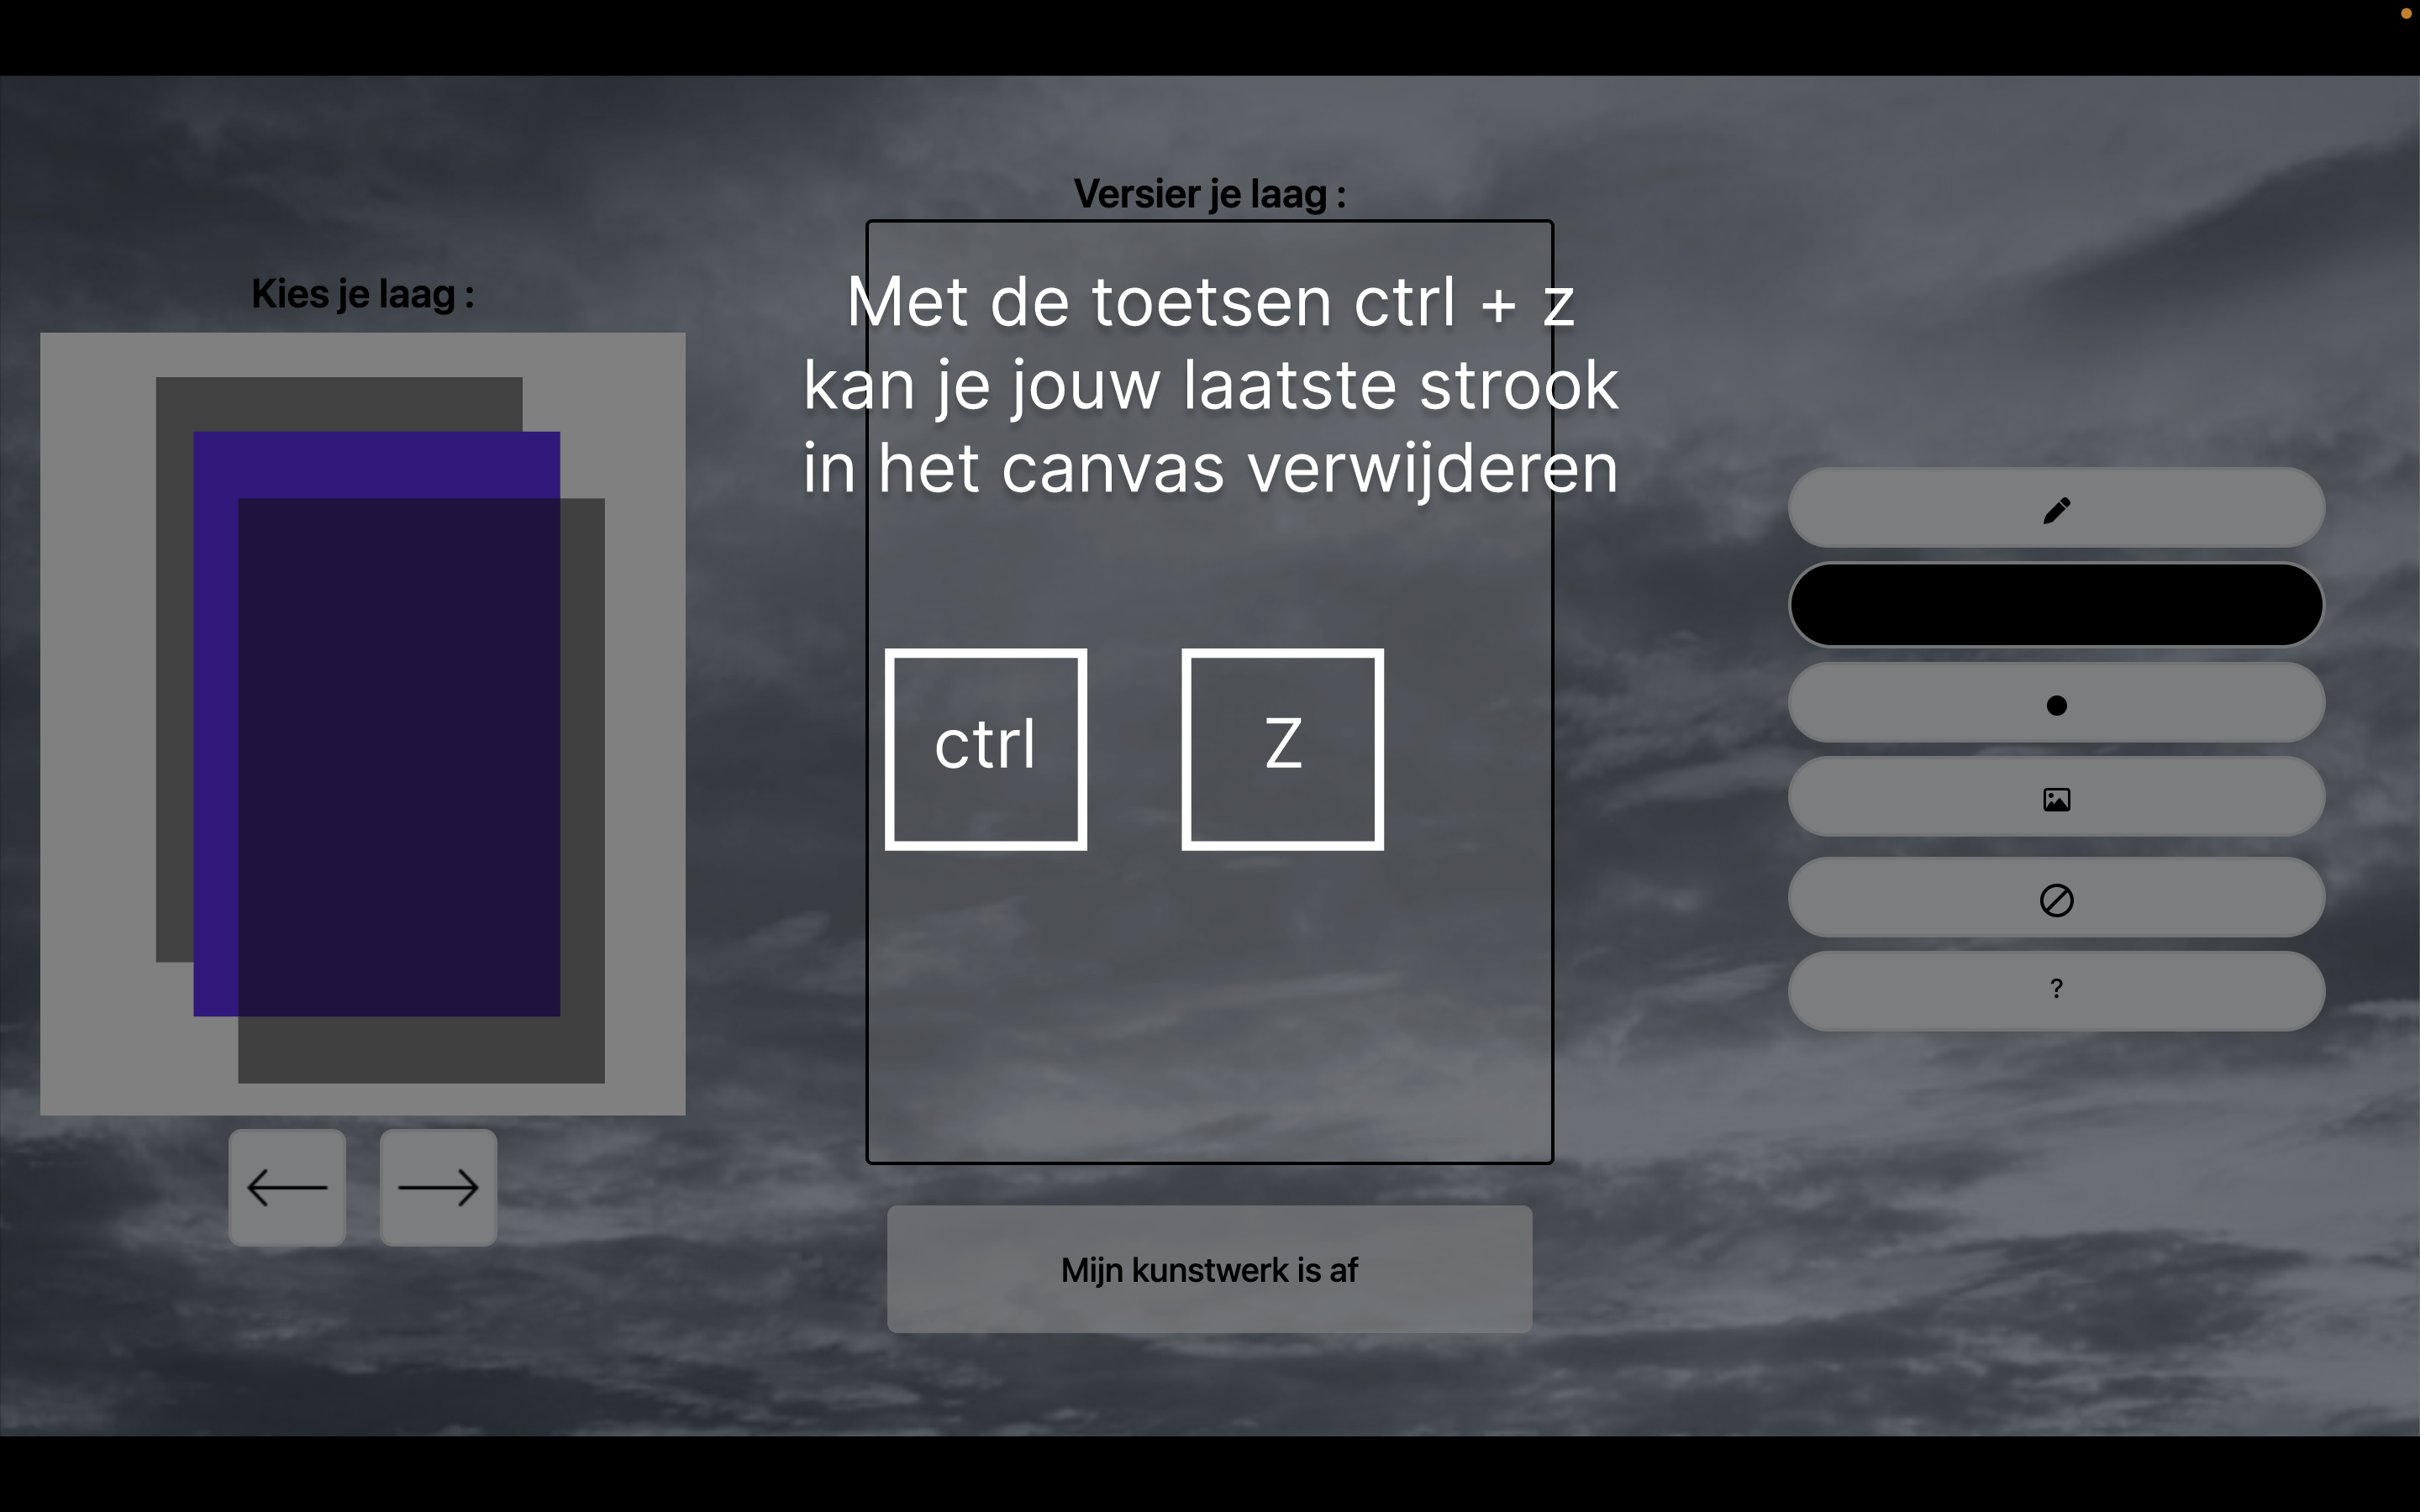 Versier je laag :
Kies je laag :
Met de toetsen ctrl + z
kan je jouw laatste strook
in het canvas verwijderen
ctrl
Z
?
Mijn kunstwerk is af